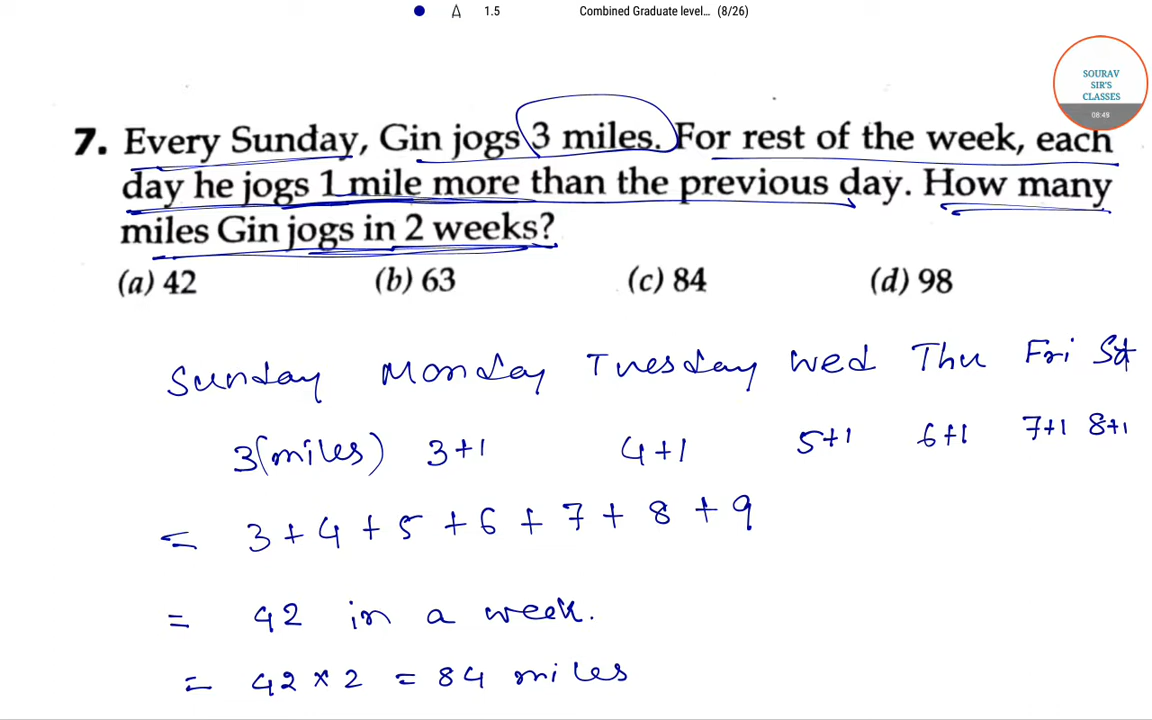 1.5 Combined Graduate level... (8/26)
SOURAV
SIR'S
CLASSES
08:49
7. Every Sunday, Gin jogs 3 miles. For rest of the week, each
day he jogs 1 mile more than the previous day. How many
miles Gin jogs in 2 weeks?
(a) 42 (b) 63 (c) 84 (d) 98
Sunday Monday Tuesday Wed Thu Fri Sat
3(miles) 3+1 4+1 5+1 6+1 7+1 8+1
= 3+4+5+6+7+8+9
= 42 in a week.
= 42×2 = 84 miles